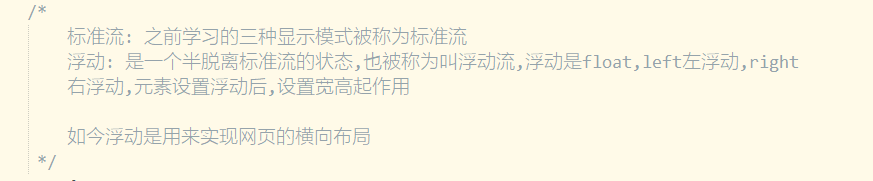 /*
标准流: 之前学习的三种显示模式被称为标准流
浮动: 是一个半脱离标准流的状态,也被称为叫浮动流,浮动是float,left左浮动,right
右浮动,元素设置浮动后,设置宽高起作用
如今浮动是用来实现网页的横向布局
*/